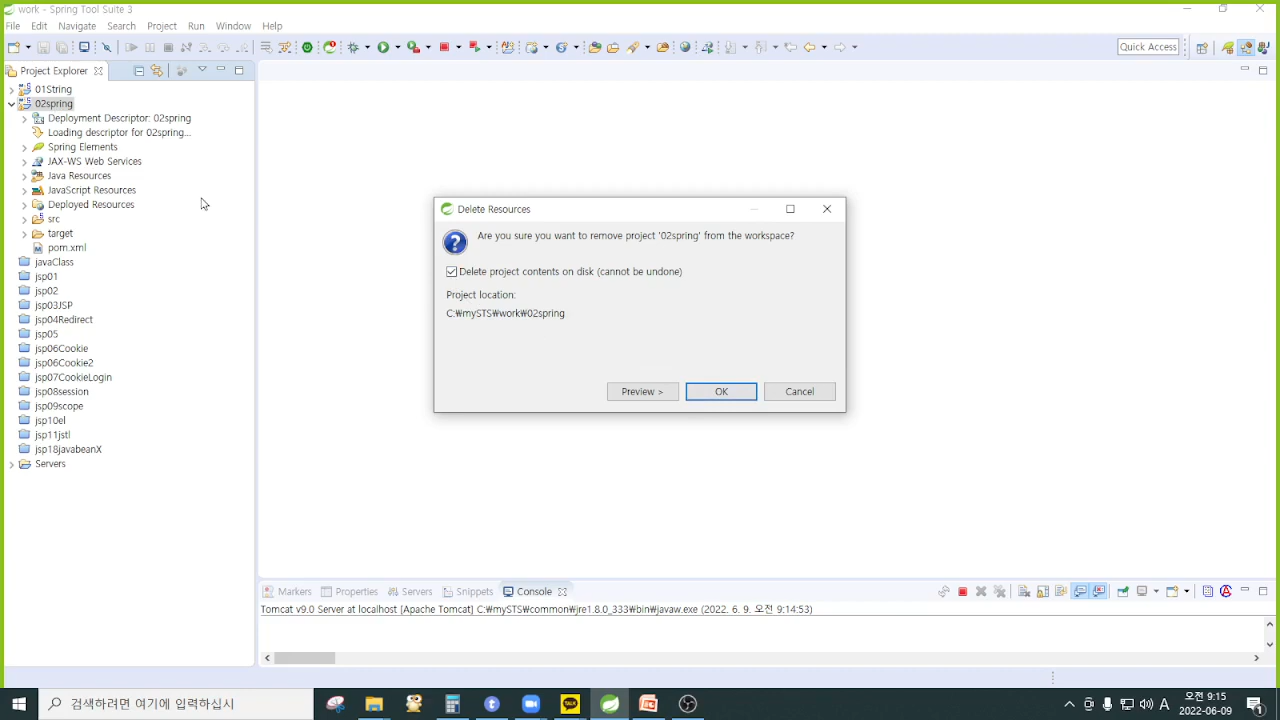 work - Spring Tool Suite 3
File Edit Navigate Search Project Run Window Help
Quick Access
Project Explorer
01String
02spring
Deployment Descriptor: 02spring
Loading descriptor for 02spring...
Spring Elements
JAX-WS Web Services
Java Resources
JavaScript Resources
Deployed Resources
src
target
pom.xml
javaClass
jsp01
jsp02
jsp03JSP
jsp04Redirect
jsp05
jsp06Cookie
jsp06Cookie2
jsp07CookieLogin
jsp08session
jsp09scope
jsp10el
jsp11jstl
jsp18javabeanX
Servers
Delete Resources
Are you sure you want to remove project '02spring' from the workspace?
Delete project contents on disk (cannot be undone)
Project location:
C:₩mySTS₩work₩02spring
Preview > OK Cancel
Markers Properties Servers Snippets Console
Tomcat v9.0 Server at localhost [Apache Tomcat] C:₩mySTS₩common₩jre1.8.0_333₩bin₩javaw.exe (2022. 6. 9. 오전 9:14:53)
검색하려면 여기에 입력하십시
TALK
A
오전 9:15
2022-06-09
1